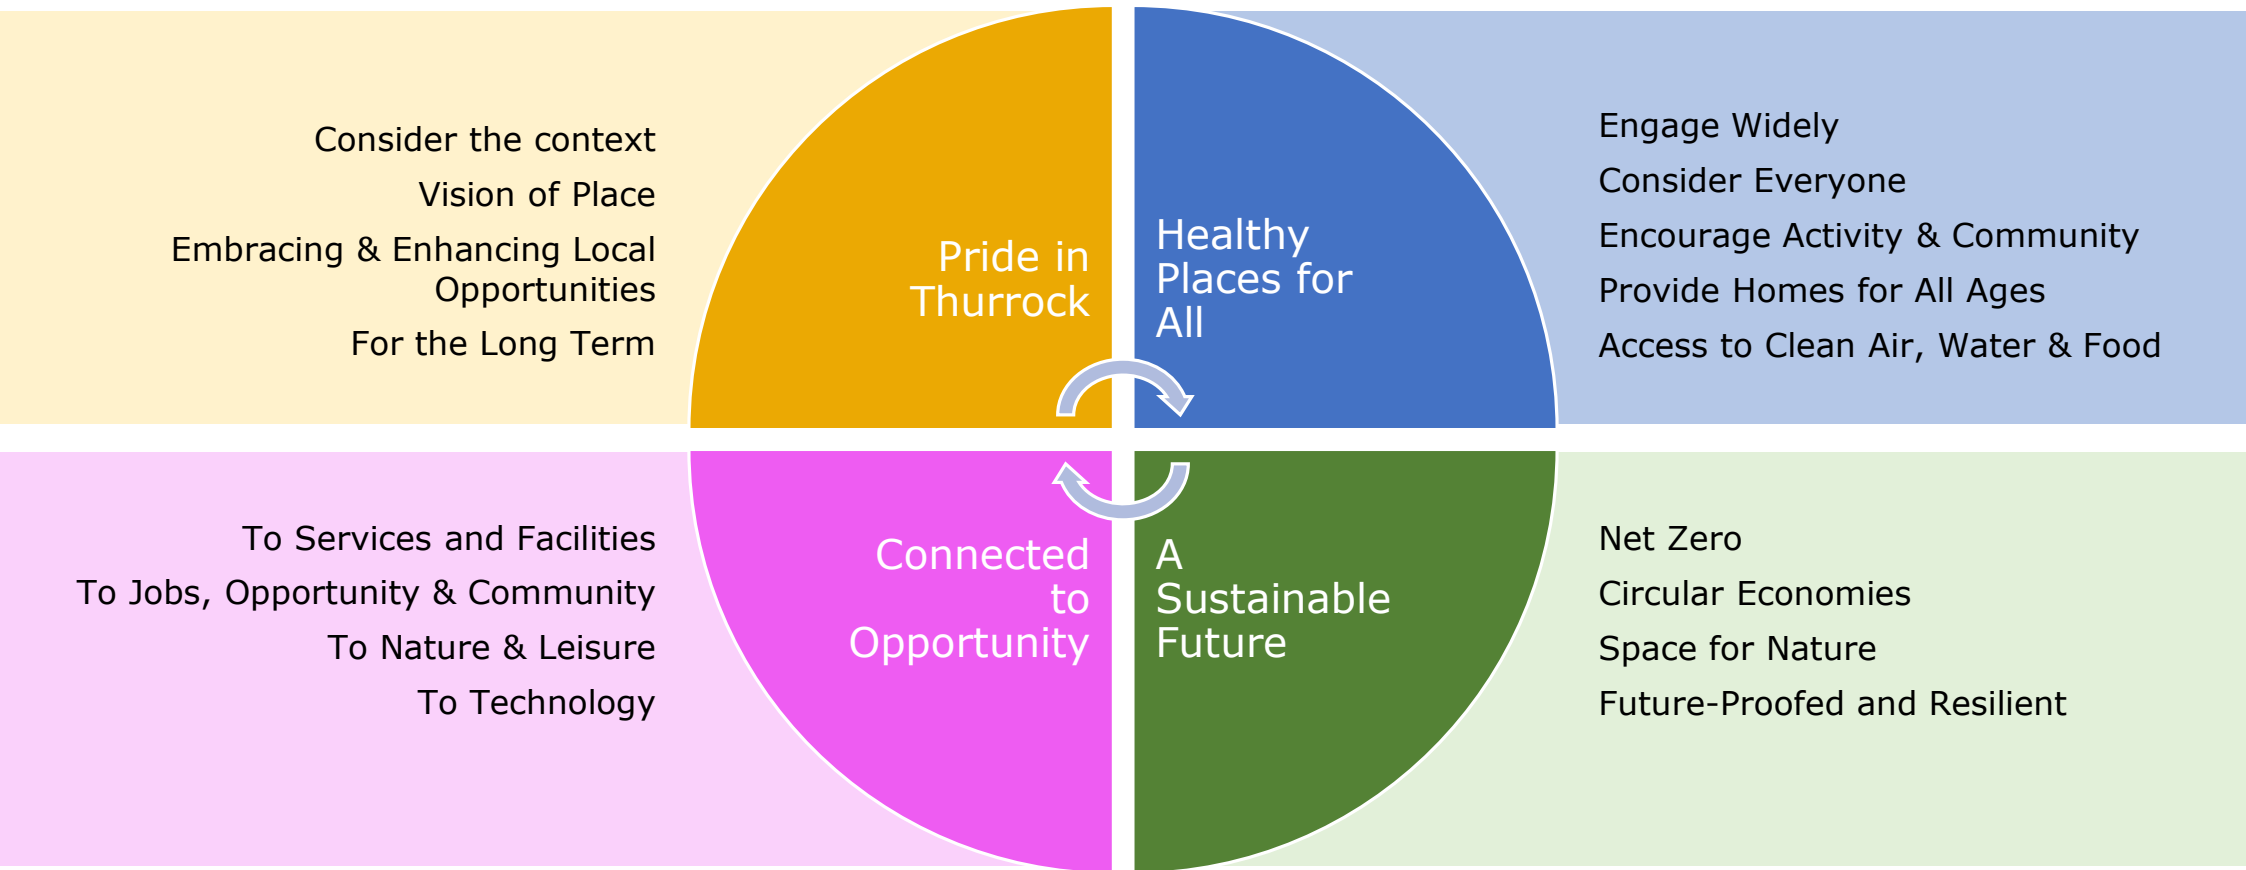 Consider the context
Vision of Place
Embracing & Enhancing Local
Opportunities
For the Long Term
Pride in
Thurrock
Healthy
Places for
All
Engage Widely
Consider Everyone
Encourage Activity & Community
Provide Homes for All Ages
Access to Clean Air, Water & Food
To Services and Facilities
To Jobs, Opportunity & Community
To Nature & Leisure
To Technology
Connected
to
Opportunity
A
Sustainable
Future
Net Zero
Circular Economies
Space for Nature
Future-Proofed and Resilient